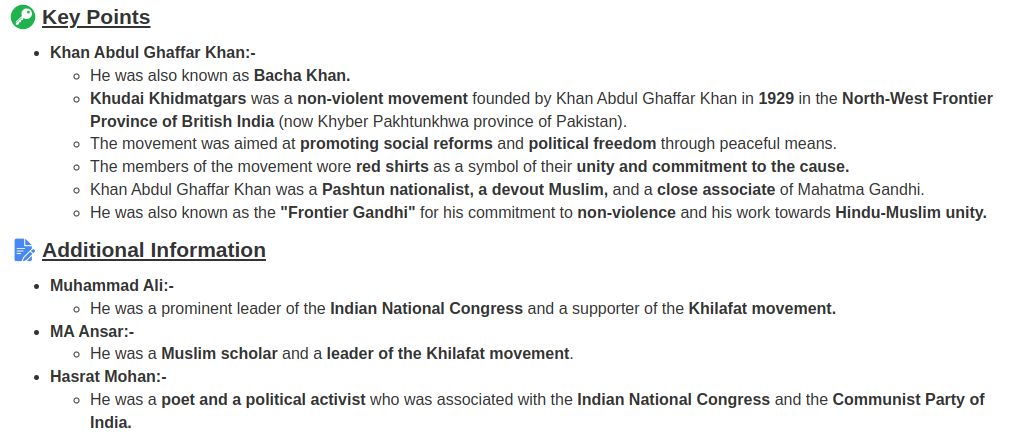 Key Points
Khan Abdul Ghaffar Khan:-
He was also known as Bacha Khan.
Khudai Khidmatgars was a non-violent movement founded by Khan Abdul Ghaffar Khan in 1929 in the North-West Frontier
Province of British India (now Khyber Pakhtunkhwa province of Pakistan).
The movement was aimed at promoting social reforms and political freedom through peaceful means.
The members of the movement wore red shirts as a symbol of their unity and commitment to the cause.
Khan Abdul Ghaffar Khan was a Pashtun nationalist, a devout Muslim, and a close associate of Mahatma Gandhi.
He was also known as the "Frontier Gandhi" for his commitment to non-violence and his work towards Hindu-Muslim unity.
Additional Information
Muhammad Ali:-
He was a prominent leader of the Indian National Congress and a supporter of the Khilafat movement.
MA Ansar:-
He was a Muslim scholar and a leader of the Khilafat movement.
Hasrat Mohan:-
He was a poet and a political activist who was associated with the Indian National Congress and the Communist Party of
India.